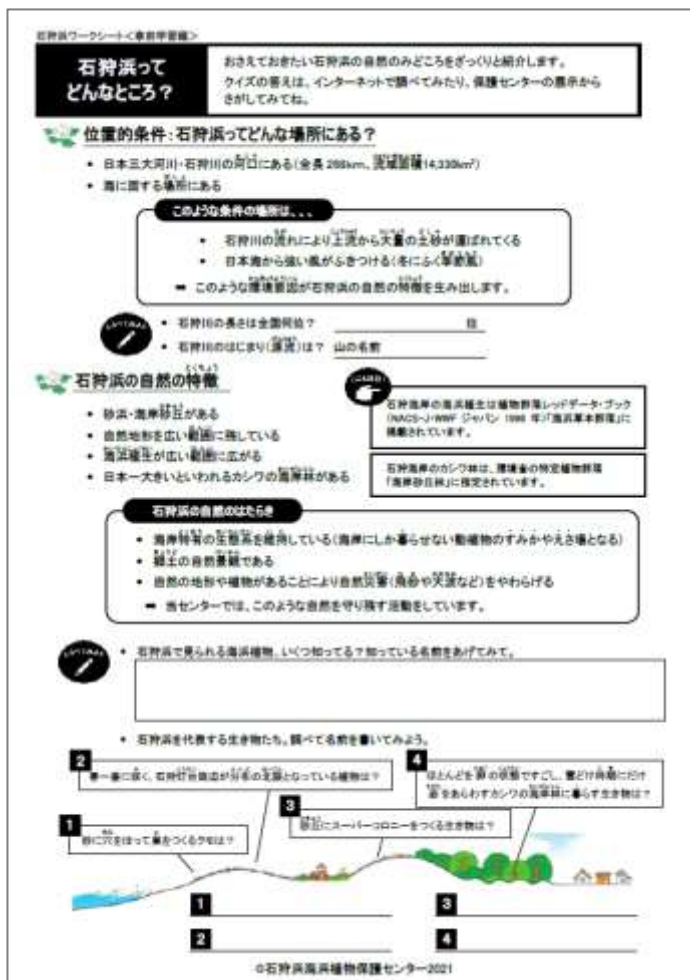 石狩浜ワークシート<事前学習編>
石狩浜って
どんなところ？
おさえておきたい石狩浜の自然のみどころをざっくりと紹介します。
クイズの答えは、インターネットで調べてみたり、保護センターの展示から
さがしてみてね。
位置的条件：石狩浜ってどんな場所にある？
• 日本三大河川・石狩川の河口にある（全長268km、流域面積14,330km²）
• 海に面する場所にある
このような条件の場所は、、、
• 石狩川の流れにより上流から大量の土砂が運ばれてくる
• 日本海から強い風がふきつける（冬にふく季節風）
➡ このような環境要因が石狩浜の自然の特徴を生み出します。
• 石狩川の長さは全国何位？ 位
• 石狩川のはじまり（源流）は？ 山の名前
石狩浜の自然の特徴
• 砂浜・海岸砂丘がある
• 自然地形を広い範囲に残している
• 海浜植生が広い範囲に広がる
• 日本一大きいといわれるカシワの海岸林がある
石狩海岸の海浜植生は植物群落レッドデータ・ブック
（NACS-J・WWF ジャパン 1996 年）「海浜草本群落」に
掲載されています。
石狩海岸のカシワ林は、環境省の特定植物群落
「海岸砂丘林」に指定されています。
石狩浜の自然のはたらき
• 海岸特有の生態系を維持している（海岸にしか暮らせない動植物のすみかやえさ場となる）
• 郷土の自然景観である
• 自然の地形や植物があることにより自然災害（飛砂や高波など）をやわらげる
➡ 当センターでは、このような自然を守り残す活動をしています。
• 石狩浜で見られる海浜植物、いくつ知ってる？知っている名前をあげてみて。
• 石狩浜を代表する生き物たち。調べて名前を書いてみよう。
2
春一番に咲く、石狩灯台周辺が分布の北限となっている植物は？
4
ほとんどを卵の状態ですごし、雪どけ時期にだけ
姿をあらわすカシワの海岸林に暮らす生き物は？
3
砂丘にスーパーコロニーをつくる生き物は？
1
砂に穴をほって巣をつくるクモは？
1
3
2
4
©石狩浜海浜植物保護センター2021